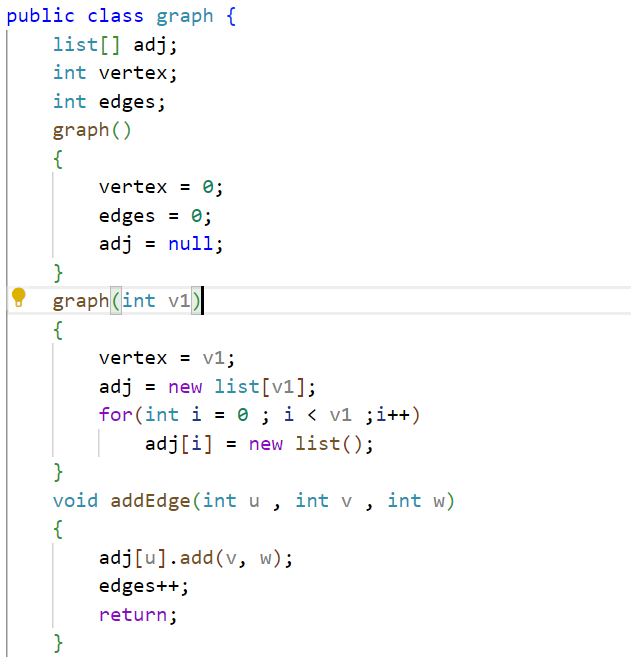 public class graph {
    list[] adj;
    int vertex;
    int edges;
    graph()
    {
        vertex = 0;
        edges = 0;
        adj = null;
    }
    graph(int v1)
    {
        vertex = v1;
        adj = new list[v1];
        for(int i = 0 ; i < v1 ;i++)
            adj[i] = new list();
    }
    void addEdge(int u , int v , int w)
    {
        adj[u].add(v, w);
        edges++;
        return;
    }